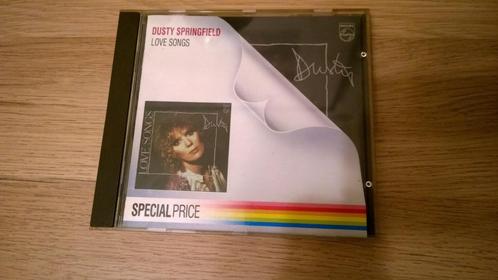 DUSTY SPRINGFIELD
LOVE SONGS
PHILIPS
Dusty
LOVE SONGS
Dusty
SPECIAL PRICE